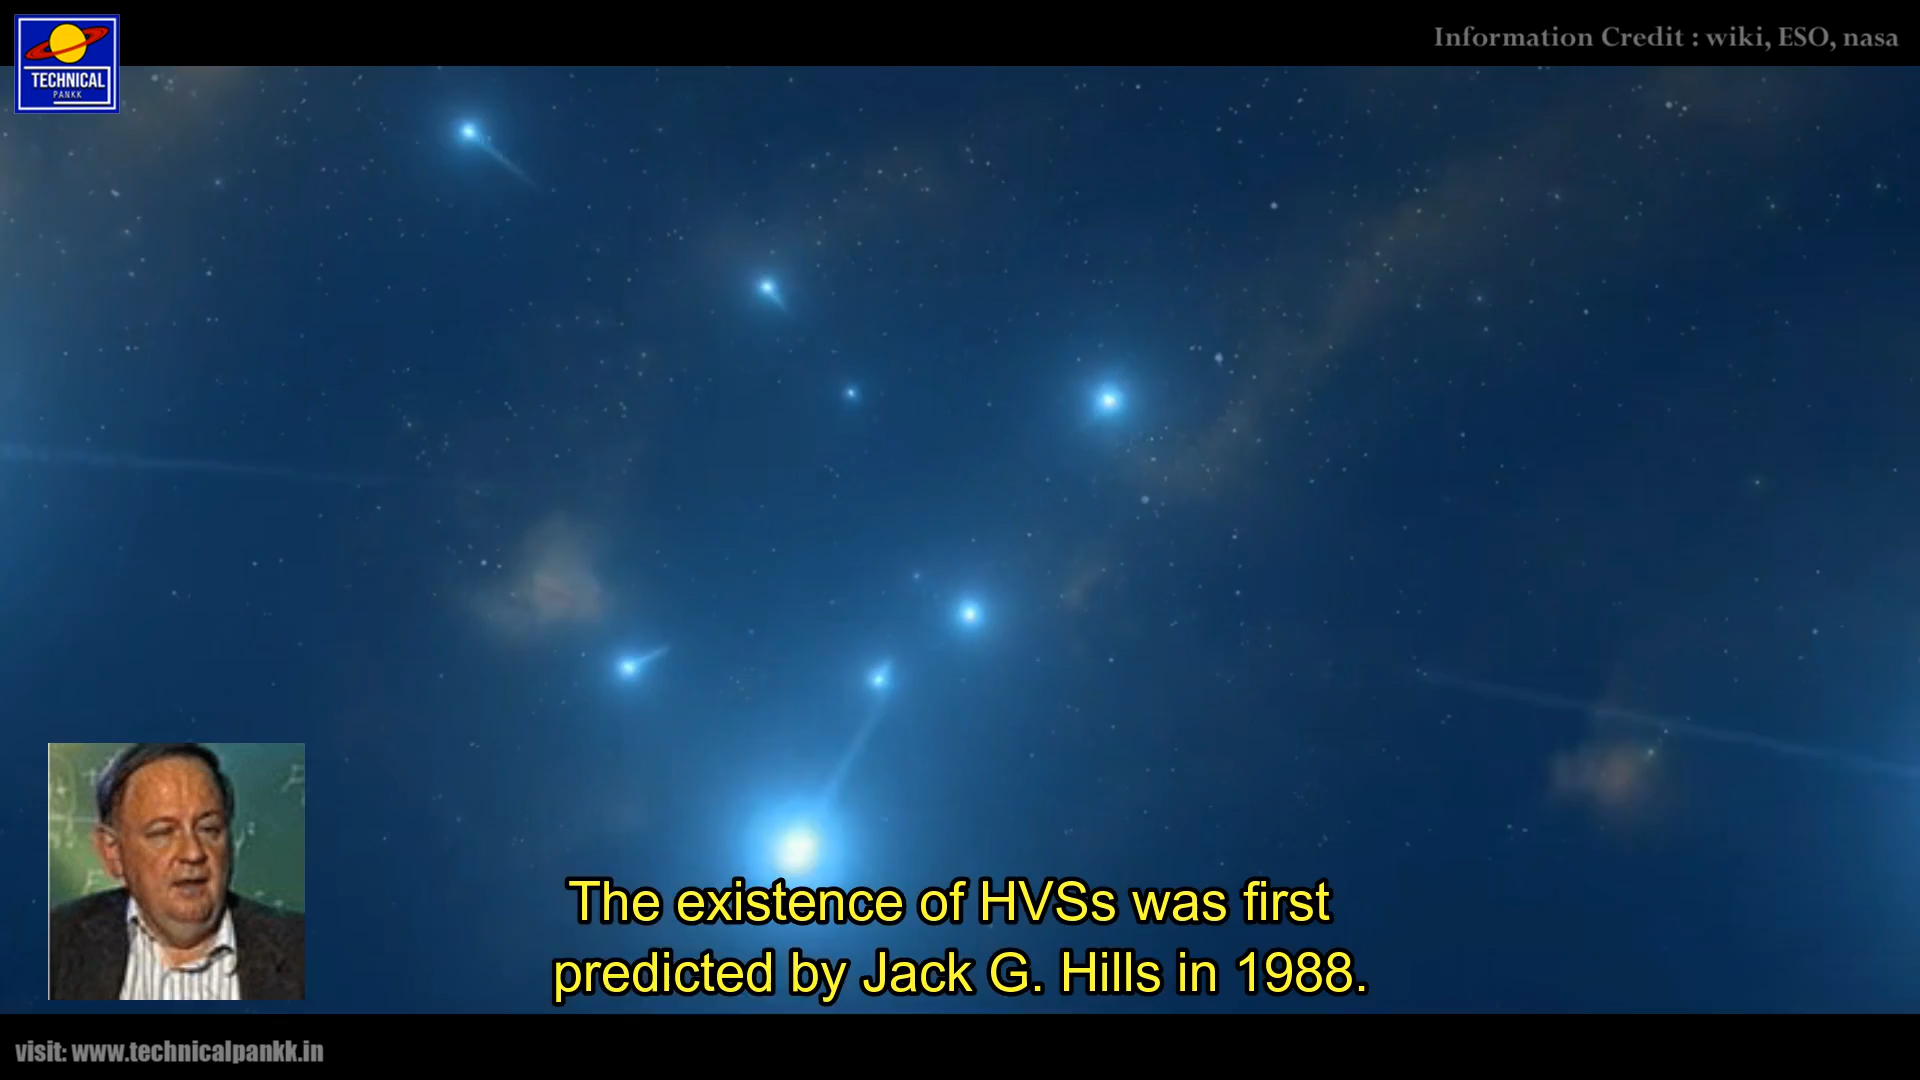 TECHNICAL
PANKK
Information Credit : wiki, ESO, nasa
The existence of HVSs was first
predicted by Jack G. Hills in 1988.
visit: www.technicalpankk.in